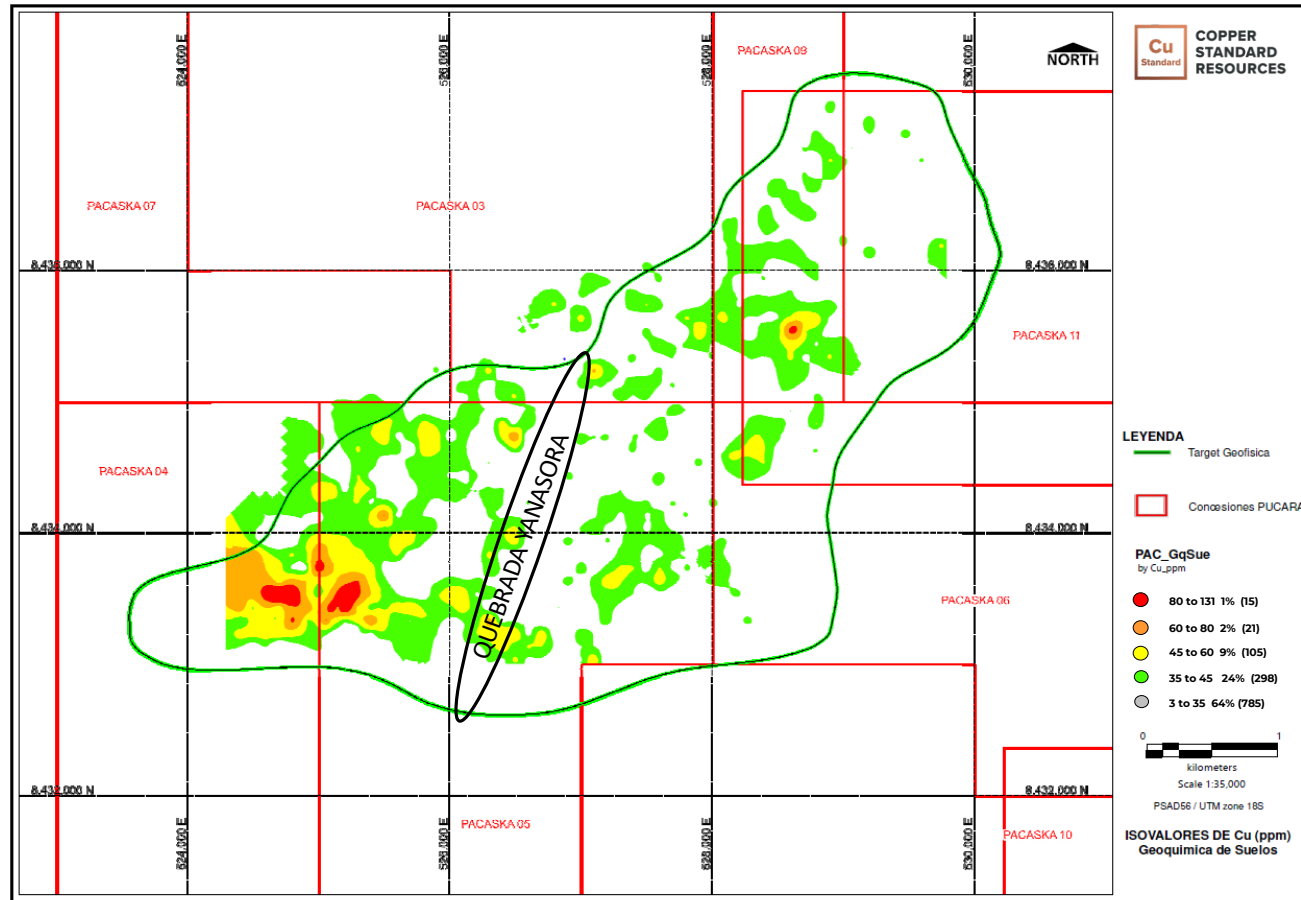 PACASKA 09
NORTH
Cu
Standard
COPPER
STANDARD
RESOURCES
PACASKA 07
PACASKA 03
8,436,000 N
8,436,000 N
PACASKA 11
LEYENDA
Target Geofisica
PACASKA 04
QUEBRADA YANASORA
Concesiones PUCARA
8,434,000 N
8,434,000 N
PAC_GqSue
by Cu_ppm
80 to 131 1% (15)
60 to 80 2% (21)
45 to 60 9% (105)
35 to 45 24% (298)
3 to 35 64% (785)
PACASKA 06
0 1
kilometers
Scale 1:35,000
PSAD56 / UTM zone 18S
8,432,000 N
8,432,000 N
PACASKA 05
PACASKA 10
ISOVALORES DE Cu (ppm)
Geoquimica de Suelos